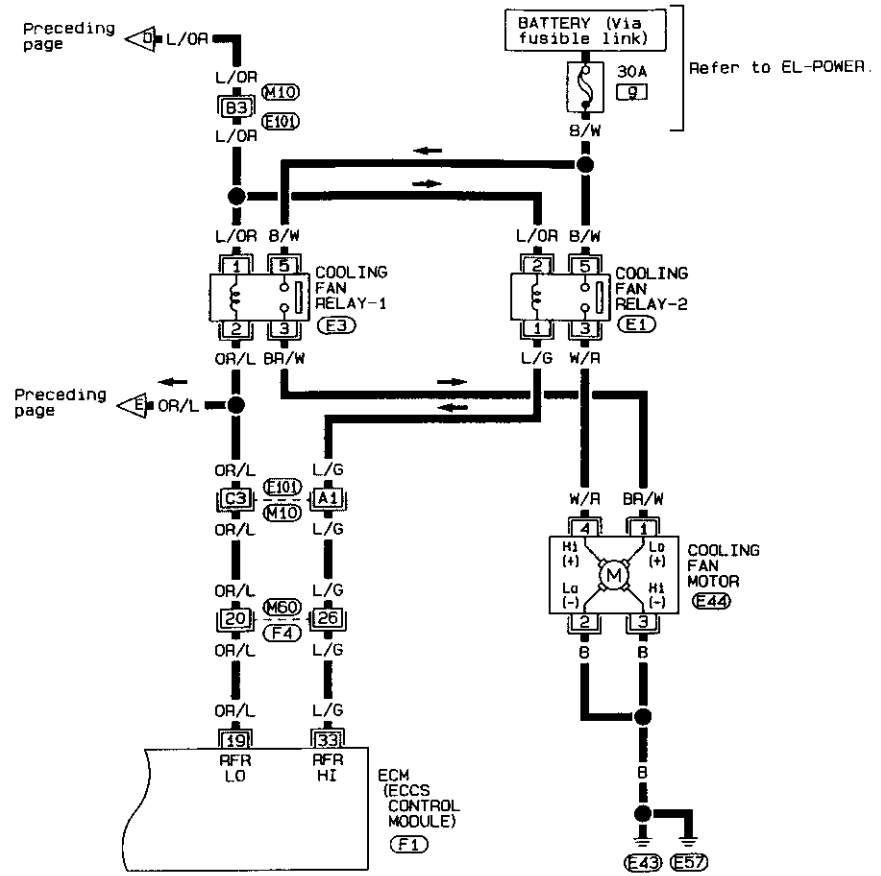 Preceding
page
D L/OR
BATTERY (Via
fusible link)
30A
9
Refer to EL-POWER.
L/OR
B3
M10
E101
L/OR
B/W
L/OR B/W
1 5
COOLING
FAN
RELAY-1
E3
2 3
OR/L BR/W
L/OR B/W
2 5
COOLING
FAN
RELAY-2
E1
1 3
L/G W/R
Preceding
page
E OR/L
OR/L L/G
C3 E101 A1
M10
OR/L L/G
OR/L L/G
20 M60 26
F4
OR/L L/G
OR/L L/G
19 33
RFR RFR
LO HI
ECM
(ECCS
CONTROL
MODULE)
F1
W/R BR/W
4 1
Hi Lo
(+) (+)
M
Lo Hi
(-) (-)
2 3
COOLING
FAN
MOTOR
E44
B B
B
E43 E57